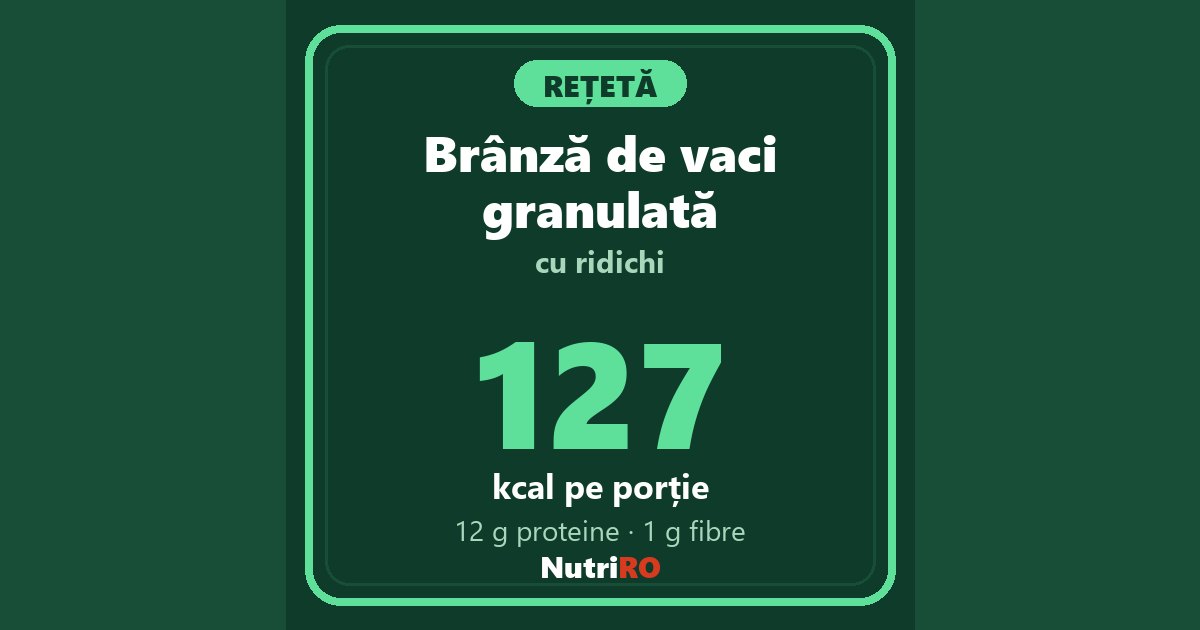 REȚETĂ
Brânză de vaci
granulată
cu ridichi
127
kcal pe porție
12 g proteine · 1 g fibre
NutriRO